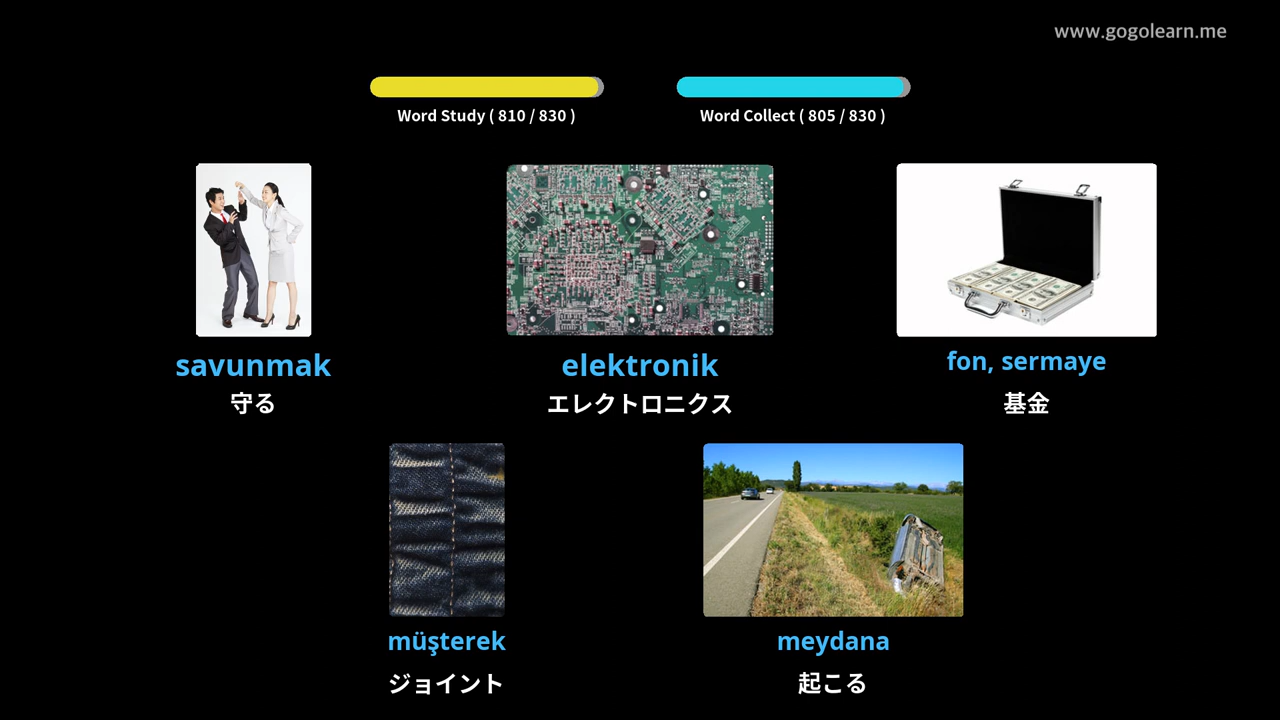 www.gogolearn.me
Word Study ( 810 / 830 )
Word Collect ( 805 / 830 )
savunmak
守る
elektronik
エレクトロニクス
fon, sermaye
基金
müşterek
ジョイント
meydana
起こる